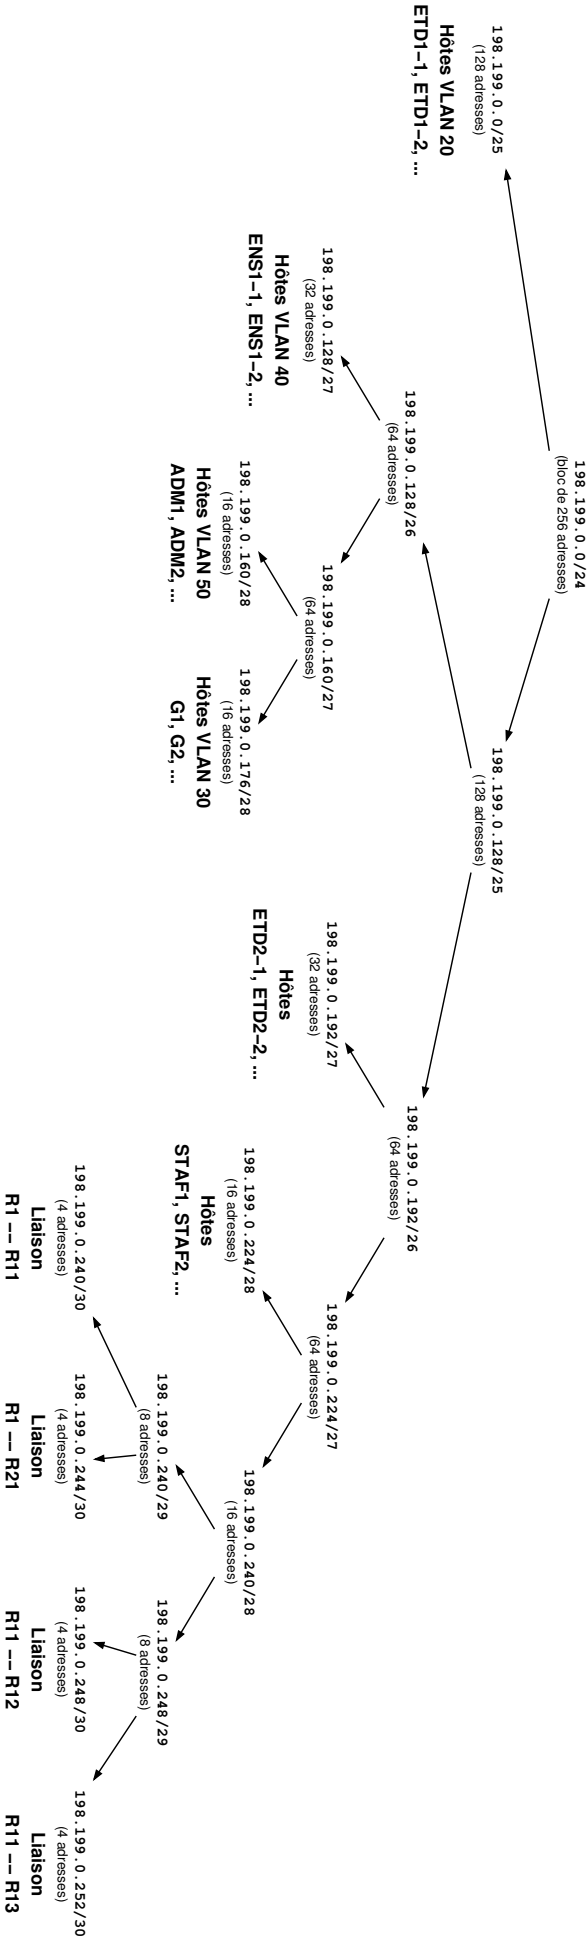 198.199.0.0/24
(bloc de 256 adresses)
198.199.0.0/25
(128 adresses)
Hôtes VLAN 20
ETD1−1, ETD1−2, ...
198.199.0.128/25
(128 adresses)
198.199.0.128/26
(64 adresses)
198.199.0.192/26
(64 adresses)
198.199.0.128/27
(32 adresses)
Hôtes VLAN 40
ENS1−1, ENS1−2, ...
198.199.0.160/27
(64 adresses)
198.199.0.192/27
(32 adresses)
Hôtes
ETD2−1, ETD2−2, ...
198.199.0.224/27
(64 adresses)
198.199.0.160/28
(16 adresses)
Hôtes VLAN 50
ADM1, ADM2, ...
198.199.0.176/28
(16 adresses)
Hôtes VLAN 30
G1, G2, ...
198.199.0.224/28
(16 adresses)
Hôtes
STAF1, STAF2, ...
198.199.0.240/28
(16 adresses)
198.199.0.240/29
(8 adresses)
198.199.0.248/29
(8 adresses)
198.199.0.240/30
(4 adresses)
Liaison
R1 −− R11
198.199.0.244/30
(4 adresses)
Liaison
R1 −− R21
198.199.0.248/30
(4 adresses)
Liaison
R11 −− R12
198.199.0.252/30
(4 adresses)
Liaison
R11 −− R13